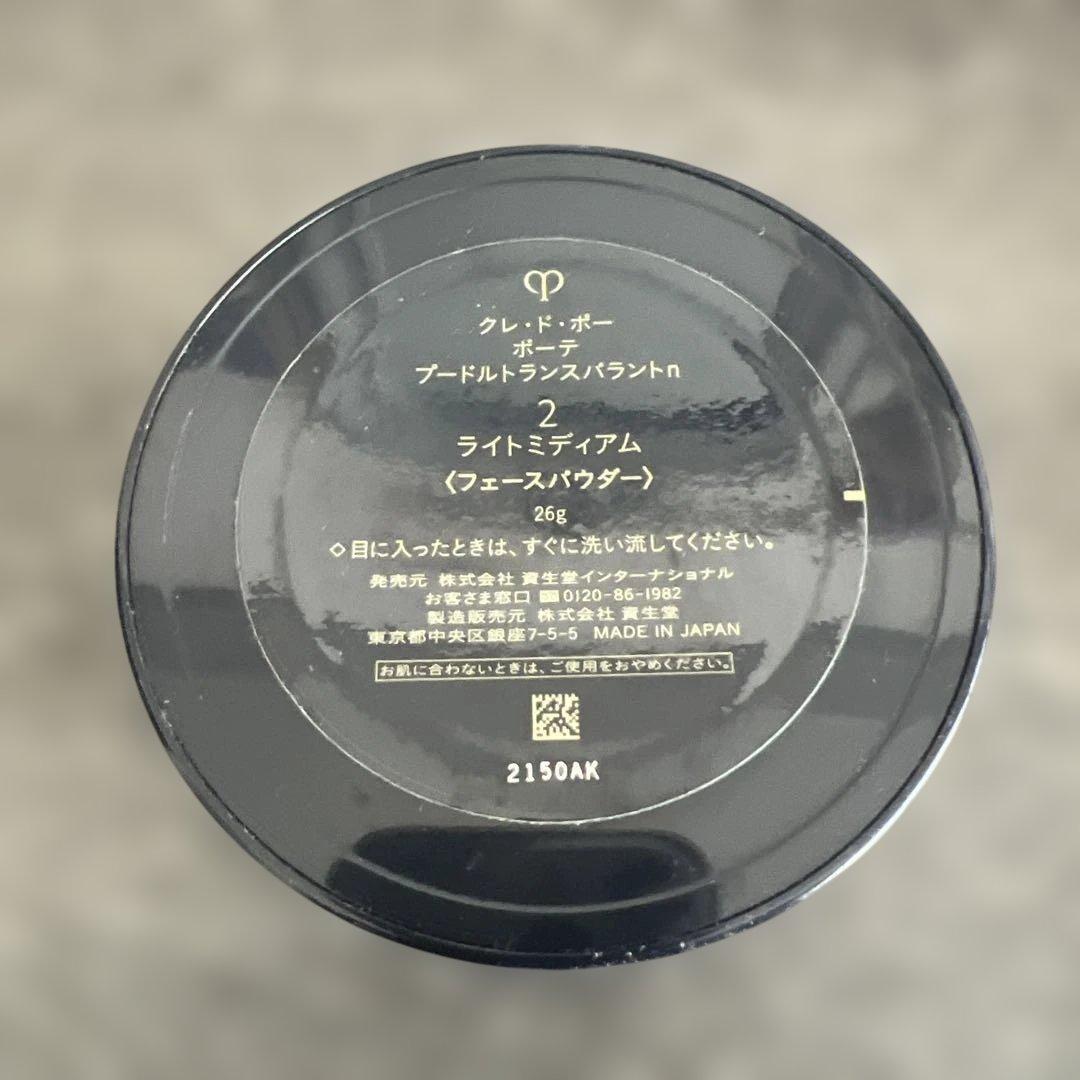 クレ・ド・ポー
ボーテ
プードルトランスパラントn
2
ライトミディアム
〈フェースパウダー〉
26g
◇目に入ったときは、すぐに洗い流してください。
発売元 株式会社 資生堂インターナショナル
お客さま窓口 0120-86-1982
製造販売元 株式会社 資生堂
東京都中央区銀座7-5-5 MADE IN JAPAN
お肌に合わないときは、ご使用をおやめください。
2150AK